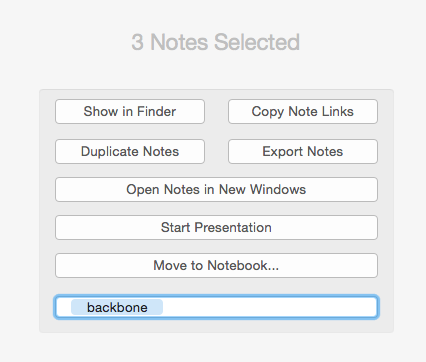 3 Notes Selected
Show in Finder Copy Note Links
Duplicate Notes Export Notes
Open Notes in New Windows
Start Presentation
Move to Notebook...
backbone